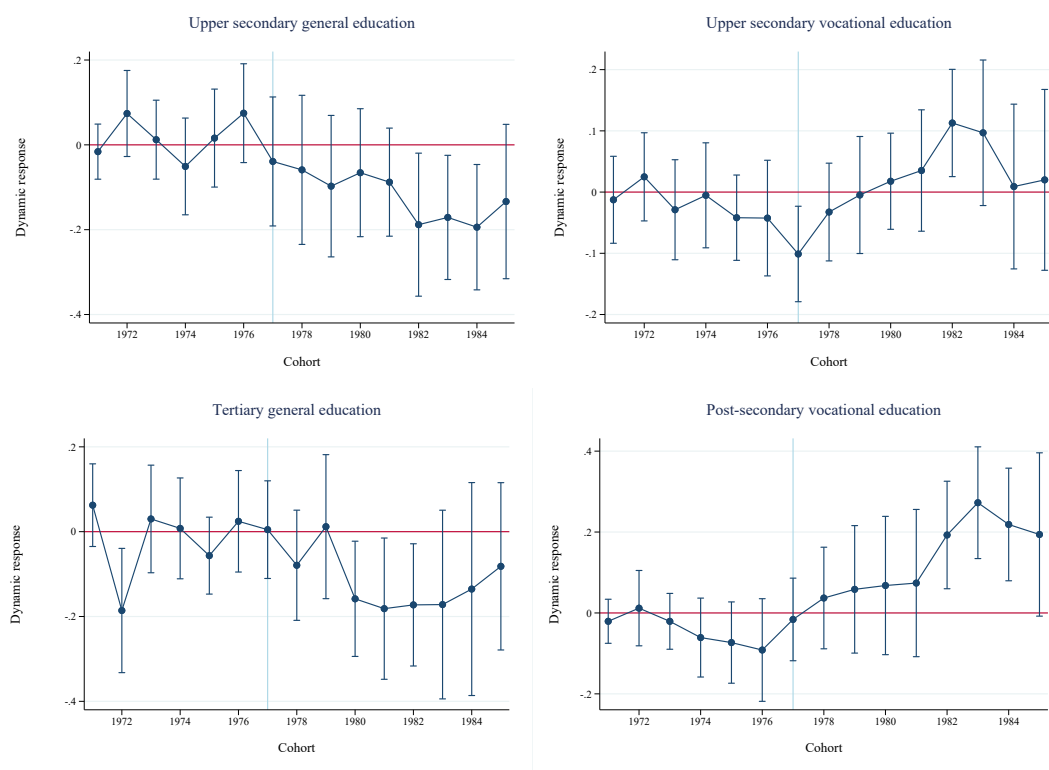 Upper secondary general education
.2
0
-.2
-.4
Dynamic response
1972 1974 1976 1978 1980 1982 1984
Cohort
Upper secondary vocational education
.2
.1
0
-.1
-.2
Dynamic response
1972 1974 1976 1978 1980 1982 1984
Cohort
Tertiary general education
.2
0
-.2
-.4
Dynamic response
1972 1974 1976 1978 1980 1982 1984
Cohort
Post-secondary vocational education
.4
.2
0
-.2
Dynamic response
1972 1974 1976 1978 1980 1982 1984
Cohort